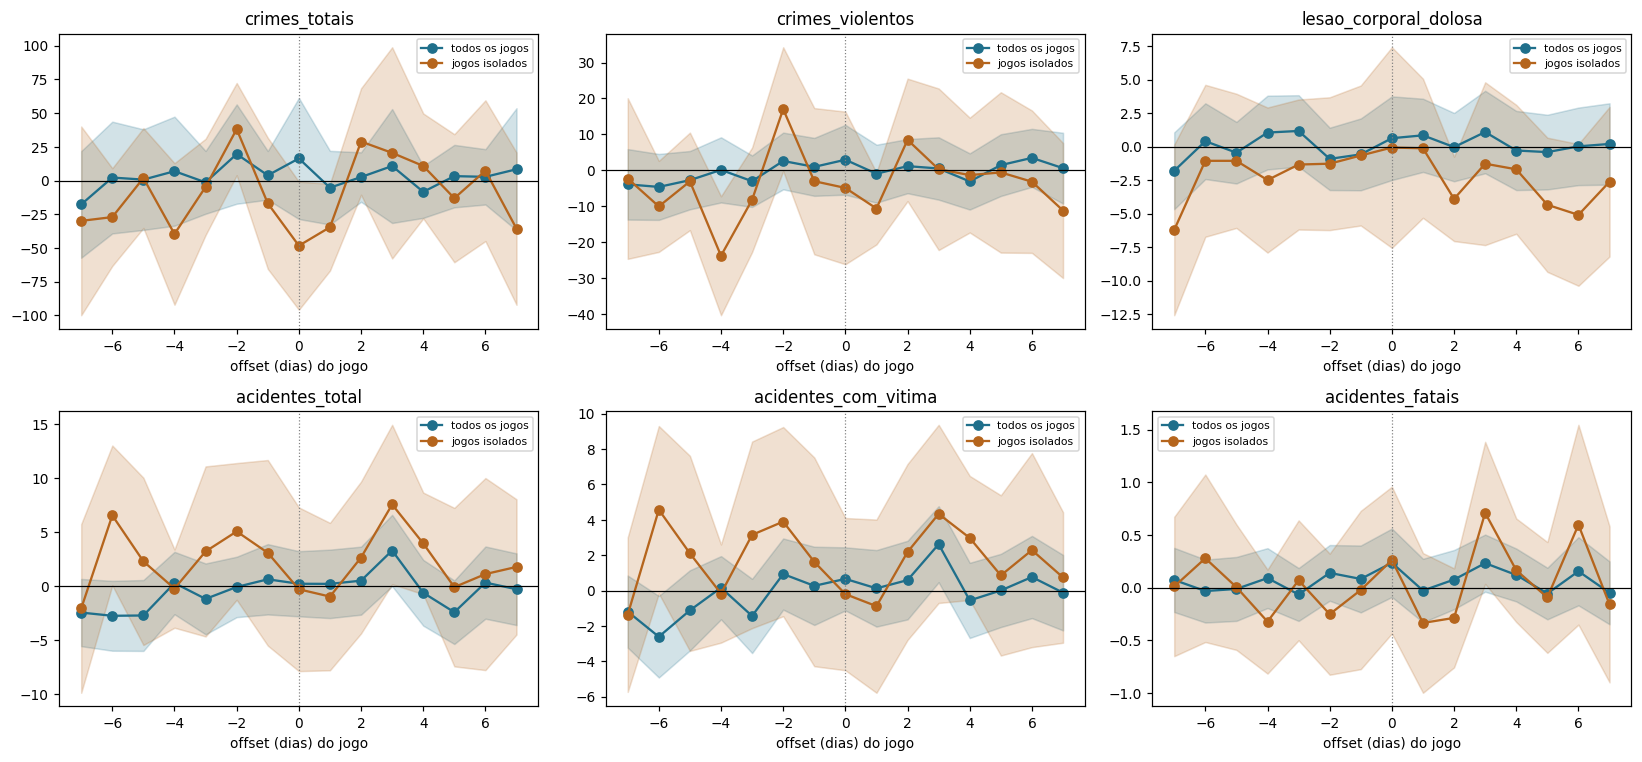 crimes_totais
100
75
50
25
0
−25
−50
−75
−100
todos os jogos
jogos isolados
−6 −4 −2 0 2 4 6
offset (dias) do jogo
crimes_violentos
30
20
10
0
−10
−20
−30
−40
todos os jogos
jogos isolados
−6 −4 −2 0 2 4 6
offset (dias) do jogo
lesao_corporal_dolosa
7.5
5.0
2.5
0.0
−2.5
−5.0
−7.5
−10.0
−12.5
todos os jogos
jogos isolados
−6 −4 −2 0 2 4 6
offset (dias) do jogo
acidentes_total
15
10
5
0
−5
−10
todos os jogos
jogos isolados
−6 −4 −2 0 2 4 6
offset (dias) do jogo
acidentes_com_vitima
10
8
6
4
2
0
−2
−4
−6
todos os jogos
jogos isolados
−6 −4 −2 0 2 4 6
offset (dias) do jogo
acidentes_fatais
1.5
1.0
0.5
0.0
−0.5
−1.0
todos os jogos
jogos isolados
−6 −4 −2 0 2 4 6
offset (dias) do jogo